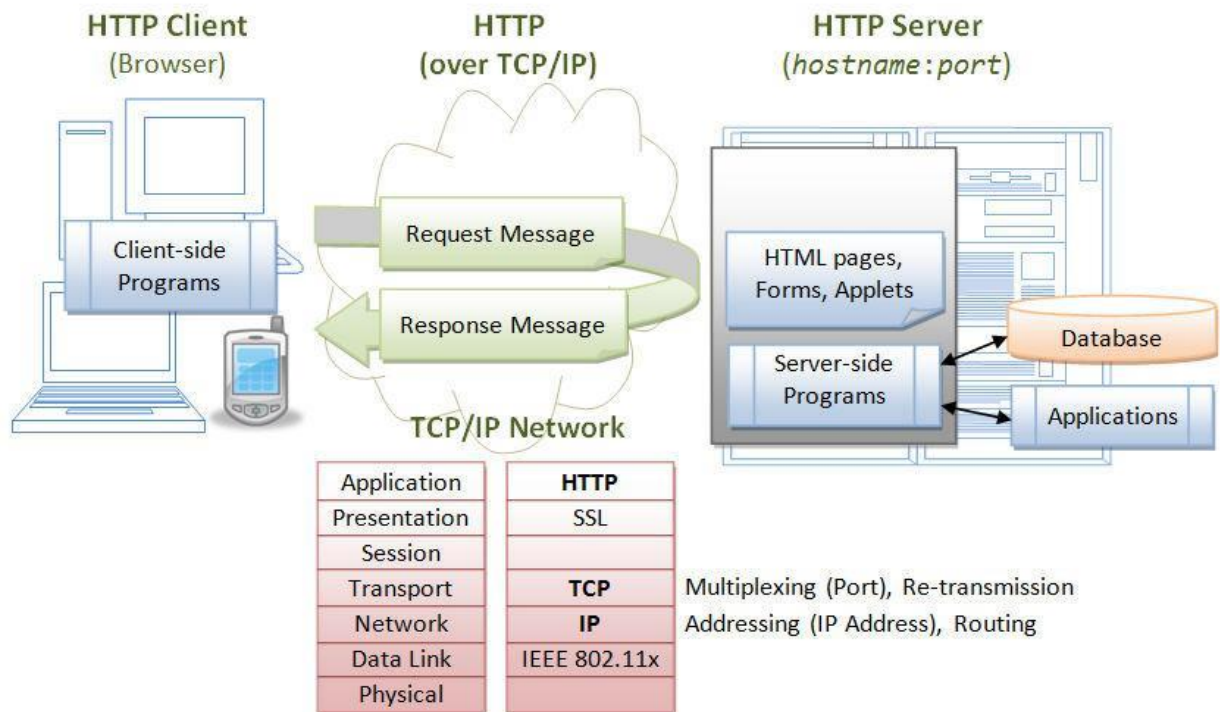 HTTP Client
(Browser)
HTTP
(over TCP/IP)
HTTP Server
(hostname:port)
Client-side
Programs
Request Message
Response Message
HTML pages,
Forms, Applets
Server-side
Programs
Database
Applications
TCP/IP Network
Application HTTP
Presentation SSL
Session
Transport TCP Multiplexing (Port), Re-transmission
Network IP Addressing (IP Address), Routing
Data Link IEEE 802.11x
Physical